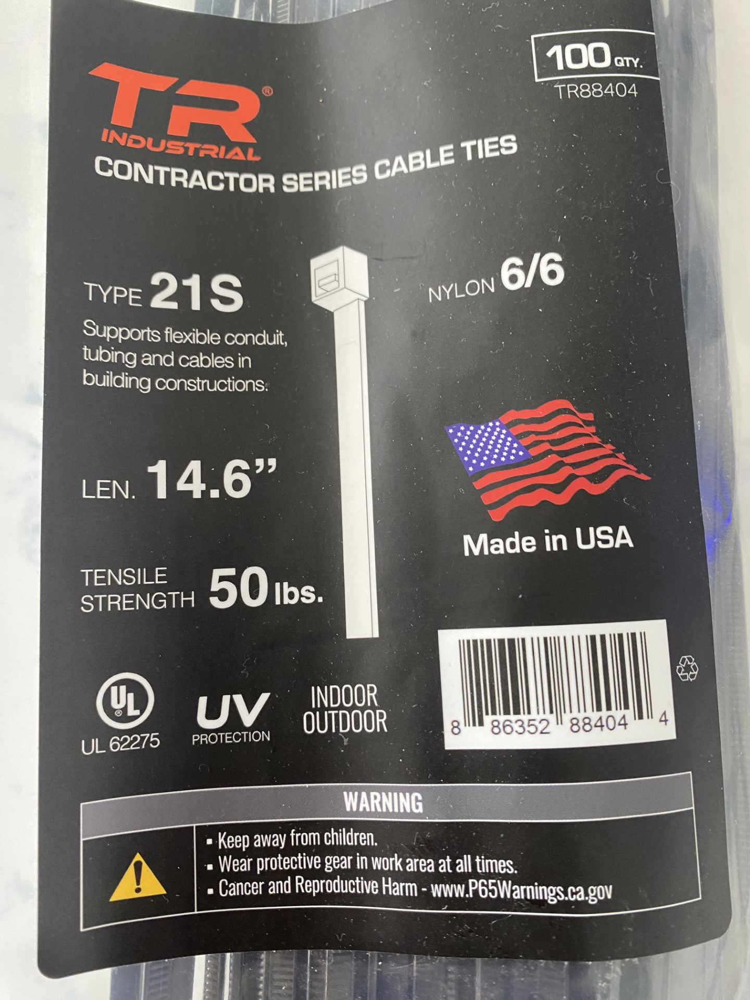 100 QTY.
TR88404
TR®
INDUSTRIAL
CONTRACTOR SERIES CABLE TIES
TYPE 21S
Supports flexible conduit,
tubing and cables in
building constructions.
NYLON 6/6
LEN. 14.6”
Made in USA
TENSILE
STRENGTH 50 lbs.
UL®
UL 62275
UV
PROTECTION
INDOOR
OUTDOOR
8 86352 88404 4
WARNING
▪ Keep away from children.
▪ Wear protective gear in work area at all times.
▪ Cancer and Reproductive Harm - www.P65Warnings.ca.gov